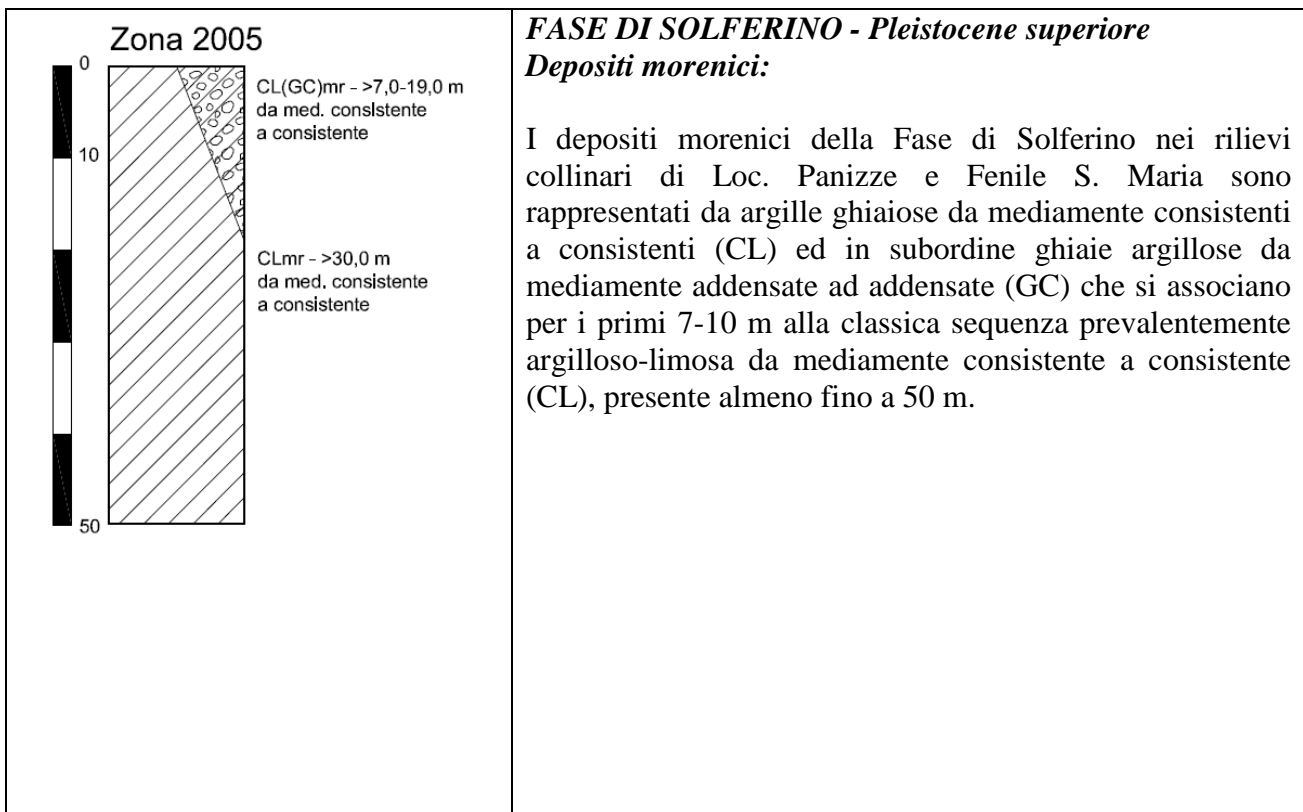 Zona 2005
0
CL(GC)mr - >7,0-19,0 m
da med. consistente
a consistente
10
CLmr - >30,0 m
da med. consistente
a consistente
50
FASE DI SOLFERINO - Pleistocene superiore
Depositi morenici:
I depositi morenici della Fase di Solferino nei rilievi
collinari di Loc. Panizze e Fenile S. Maria sono
rappresentati da argille ghiaiose da mediamente consistenti
a consistenti (CL) ed in subordine ghiaie argillose da
mediamente addensate ad addensate (GC) che si associano
per i primi 7-10 m alla classica sequenza prevalentemente
argilloso-limosa da mediamente consistente a consistente
(CL), presente almeno fino a 50 m.